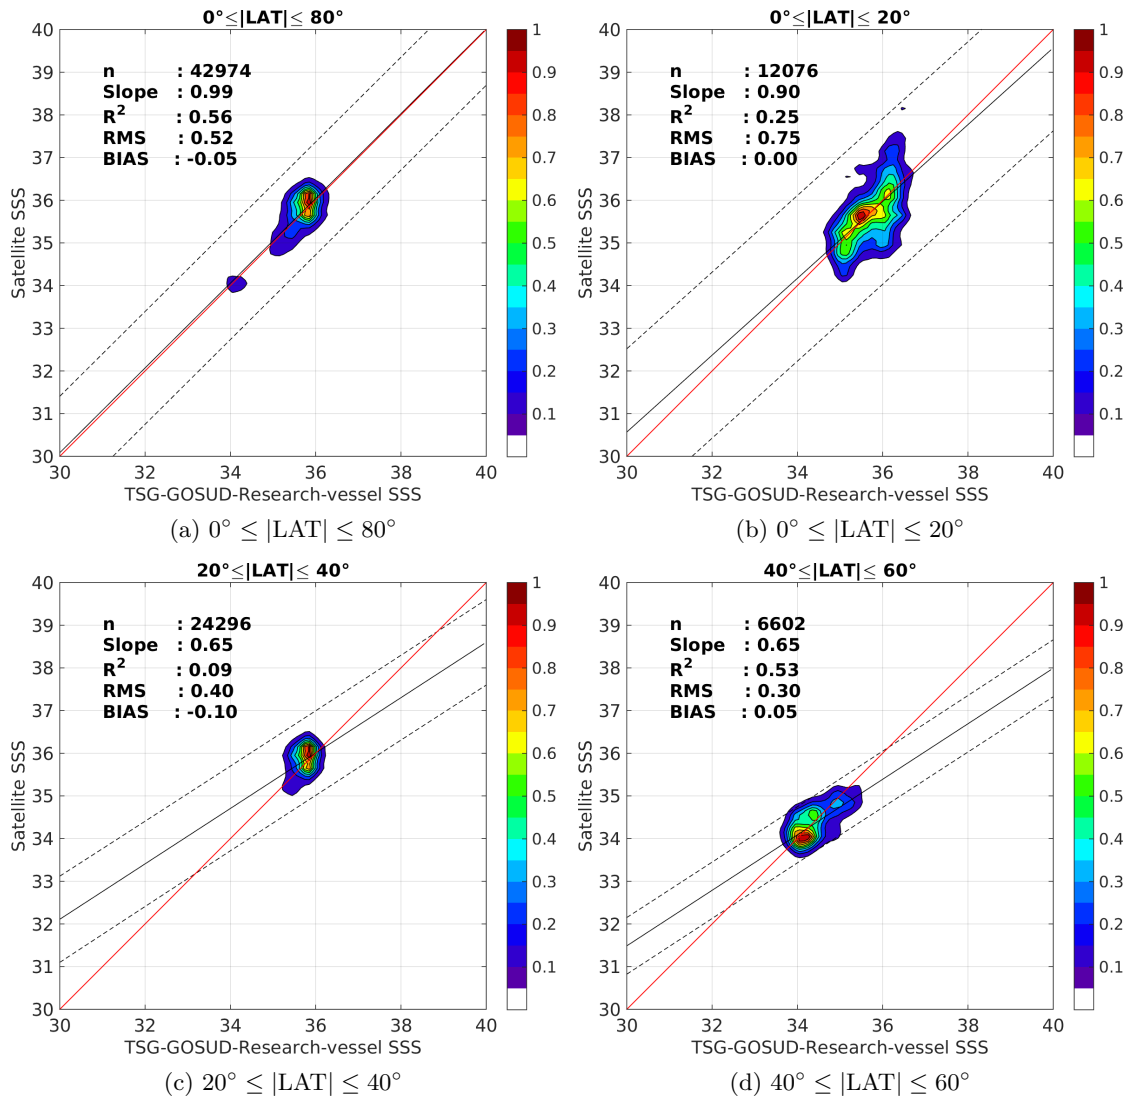 0°≤|LAT|≤ 80°
n : 42974
Slope : 0.99
R² : 0.56
RMS : 0.52
BIAS : -0.05
40
39
38
37
36
35
34
33
32
31
30
Satellite SSS
30 32 34 36 38 40
TSG-GOSUD-Research-vessel SSS
1
0.9
0.8
0.7
0.6
0.5
0.4
0.3
0.2
0.1
(a) 0° ≤ |LAT| ≤ 80°
0°≤|LAT|≤ 20°
n : 12076
Slope : 0.90
R² : 0.25
RMS : 0.75
BIAS : 0.00
40
39
38
37
36
35
34
33
32
31
30
Satellite SSS
30 32 34 36 38 40
TSG-GOSUD-Research-vessel SSS
1
0.9
0.8
0.7
0.6
0.5
0.4
0.3
0.2
0.1
(b) 0° ≤ |LAT| ≤ 20°
20°≤|LAT|≤ 40°
n : 24296
Slope : 0.65
R² : 0.09
RMS : 0.40
BIAS : -0.10
40
39
38
37
36
35
34
33
32
31
30
Satellite SSS
30 32 34 36 38 40
TSG-GOSUD-Research-vessel SSS
1
0.9
0.8
0.7
0.6
0.5
0.4
0.3
0.2
0.1
(c) 20° ≤ |LAT| ≤ 40°
40°≤|LAT|≤ 60°
n : 6602
Slope : 0.65
R² : 0.53
RMS : 0.30
BIAS : 0.05
40
39
38
37
36
35
34
33
32
31
30
Satellite SSS
30 32 34 36 38 40
TSG-GOSUD-Research-vessel SSS
1
0.9
0.8
0.7
0.6
0.5
0.4
0.3
0.2
0.1
(d) 40° ≤ |LAT| ≤ 60°